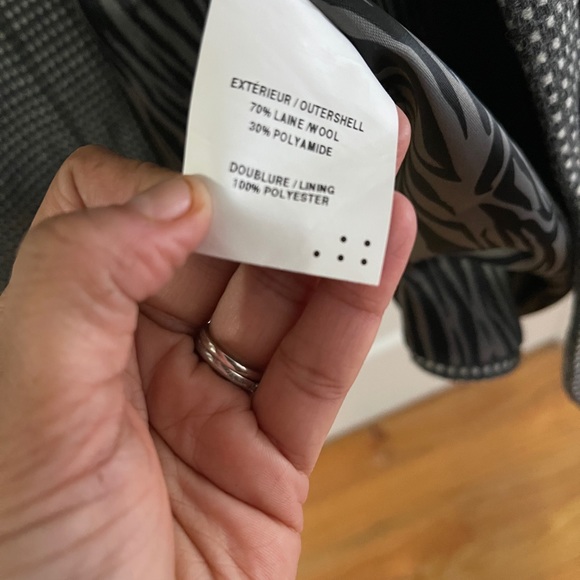 EXTÉRIEUR / OUTERSHELL
70% LAINE /WOOL
30% POLYAMIDE
DOUBLURE / LINING
100% POLYESTER